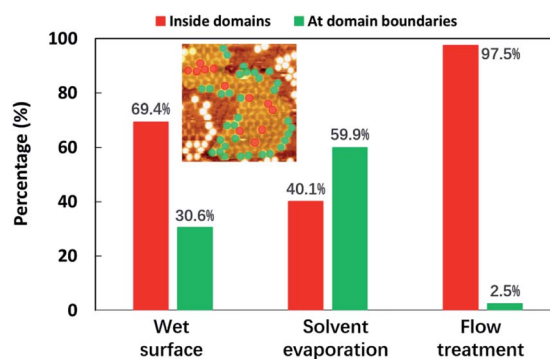 Inside domains At domain boundaries
Percentage (%)
100
80
60
40
20
0
69.4%
30.6%
40.1%
59.9%
97.5%
2.5%
Wet surface
Solvent evaporation
Flow treatment